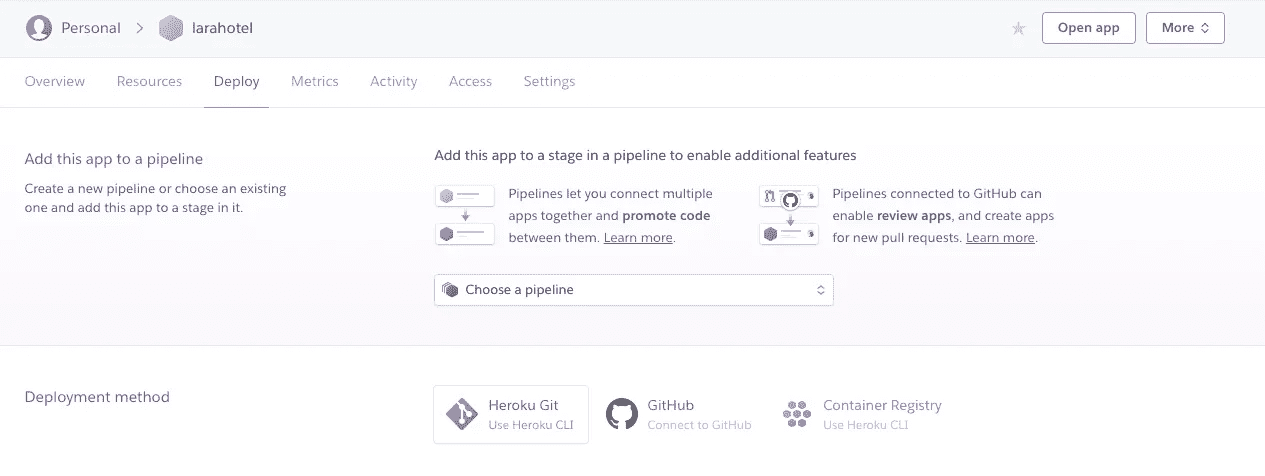 Personal > larahotel
Open app
More
Overview
Resources
Deploy
Metrics
Activity
Access
Settings
Add this app to a pipeline
Create a new pipeline or choose an existing
one and add this app to a stage in it.
Add this app to a stage in a pipeline to enable additional features
Pipelines let you connect multiple
apps together and promote code
between them. Learn more.
Pipelines connected to GitHub can
enable review apps, and create apps
for new pull requests. Learn more.
Choose a pipeline
Deployment method
Heroku Git
Use Heroku CLI
GitHub
Connect to GitHub
Container Registry
Use Heroku CLI